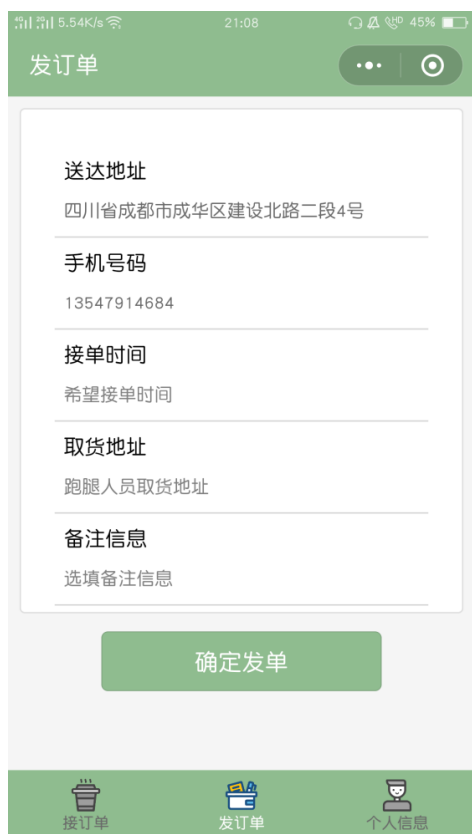 5.54K/s 21:08 HD 45%
发订单
送达地址
四川省成都市成华区建设北路二段4号
手机号码
13547914684
接单时间
希望接单时间
取货地址
跑腿人员取货地址
备注信息
选填备注信息
确定发单
接订单 发订单 个人信息